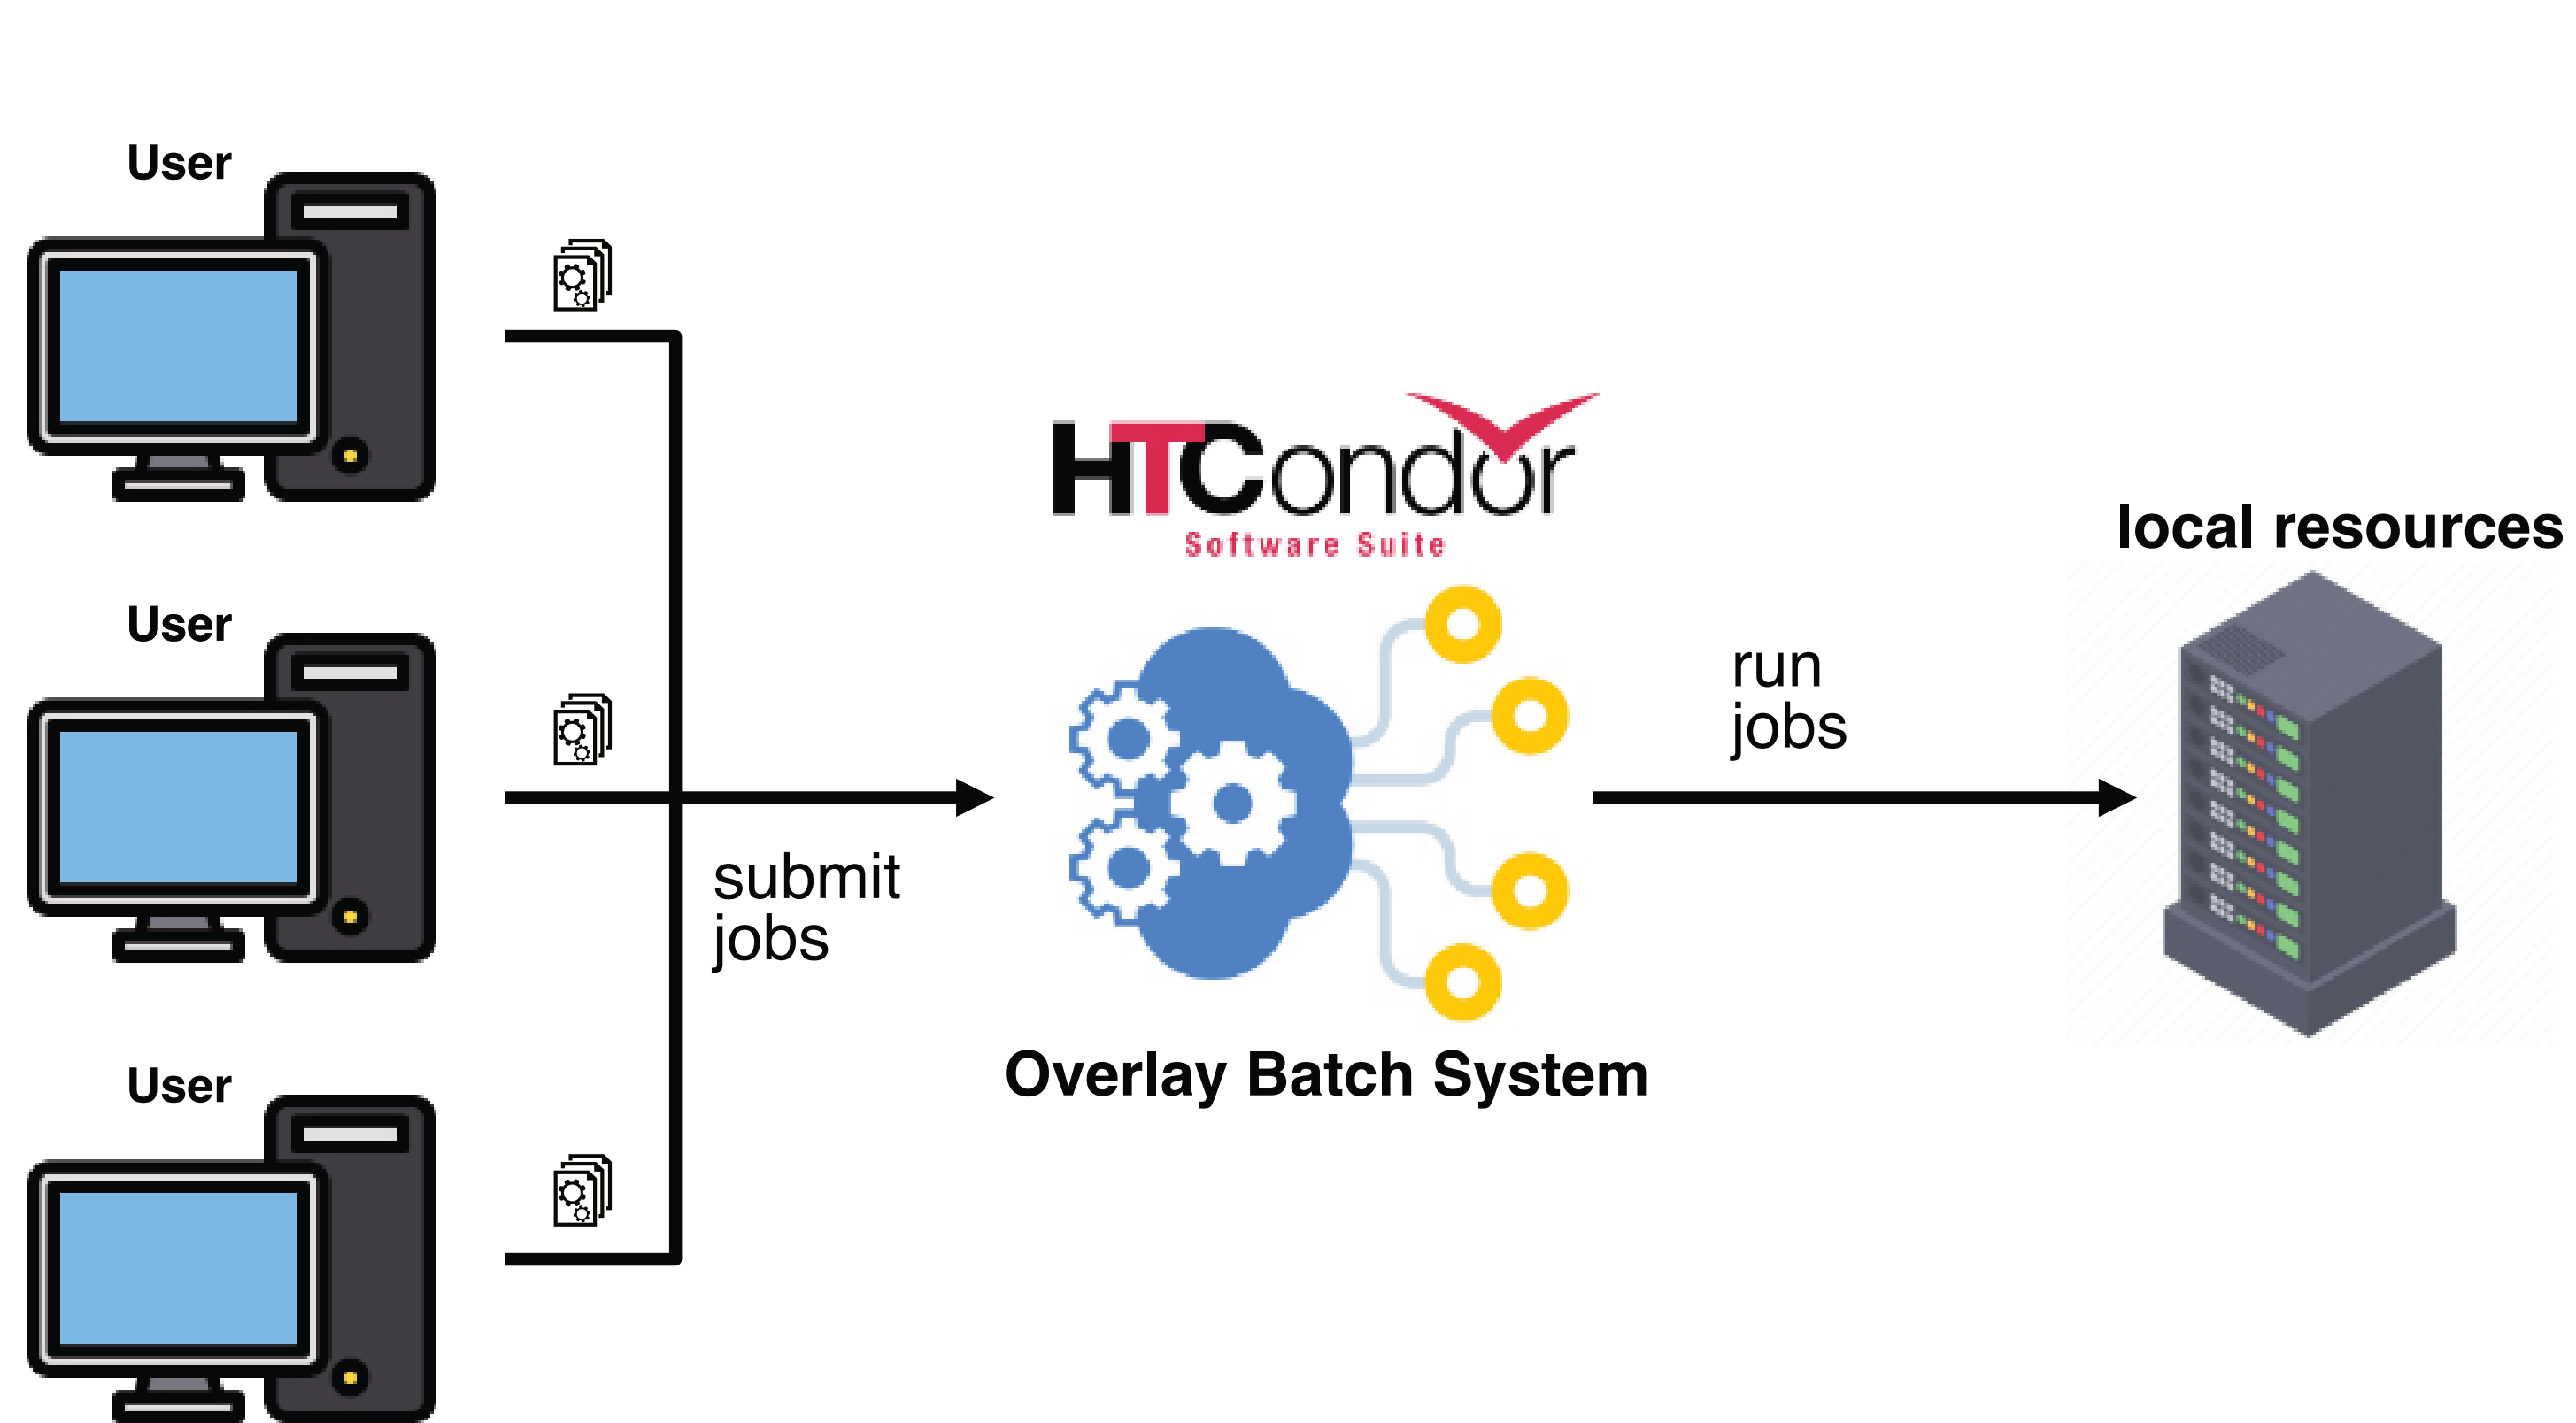 User
User
User
submit
jobs
HTCondor
Software Suite
Overlay Batch System
run
jobs
local resources